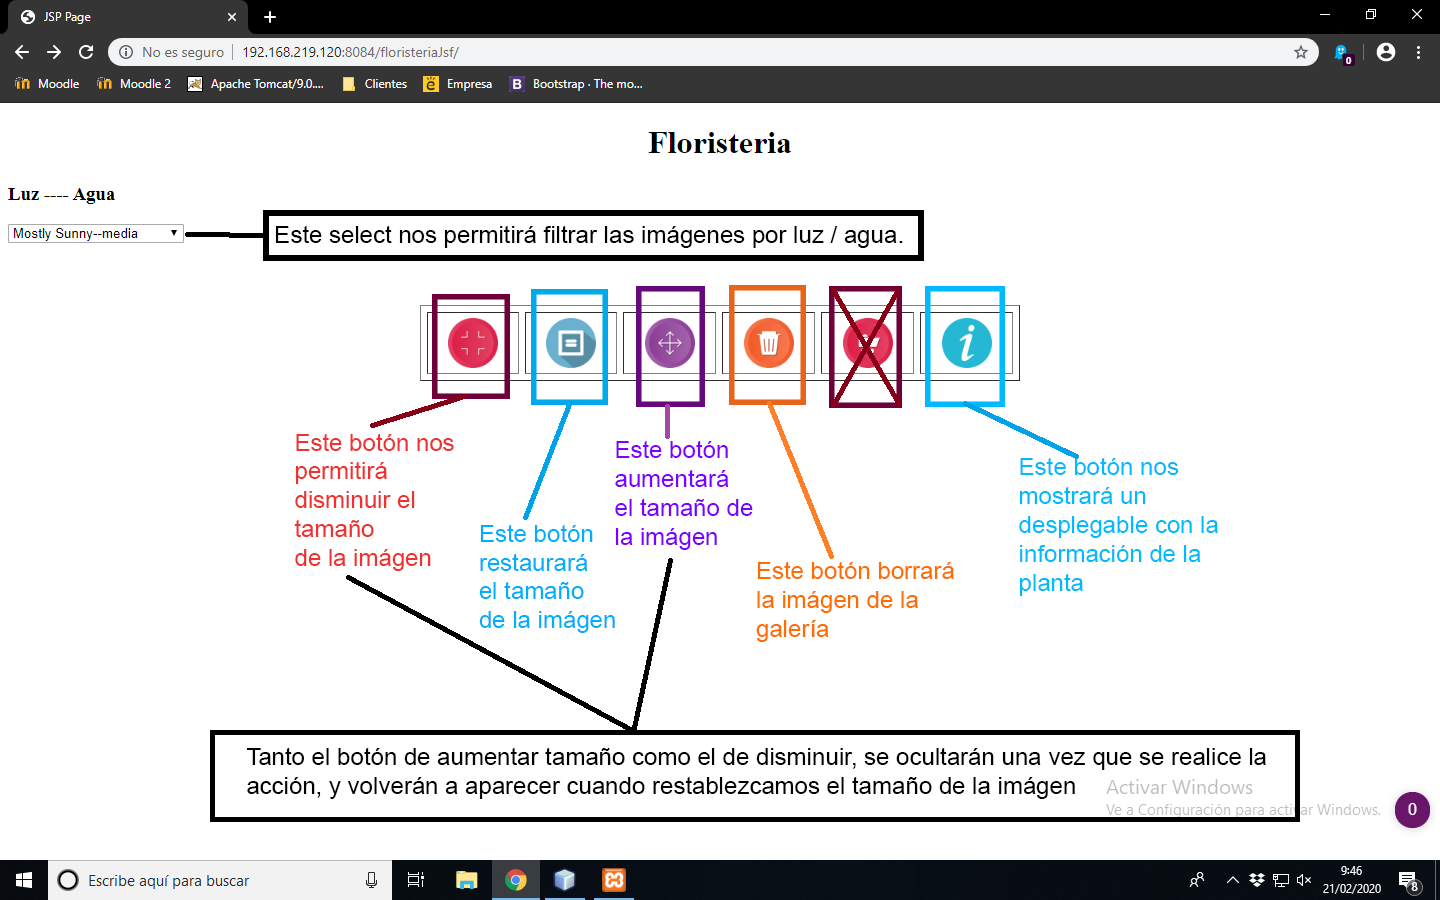 JSP Page
No es seguro
192.168.219.120:8084/floristeriaJsf/
0
Moodle
Moodle 2
Apache Tomcat/9.0....
Clientes
Empresa
Bootstrap · The mo...
Floristeria
Luz ---- Agua
Mostly Sunny--media
Este select nos permitirá filtrar las imágenes por luz / agua.
Este botón nos
permitirá
disminuir el
tamaño
de la imágen
Este botón
restaurará
el tamaño
de la imágen
Este botón
aumentará
el tamaño de
la imágen
Este botón borrará
la imágen de la
galería
Este botón nos
mostrará un
desplegable con la
información de la
planta
Tanto el botón de aumentar tamaño como el de disminuir, se ocultarán una vez que se realice la
acción, y volverán a aparecer cuando restablezcamos el tamaño de la imágen
Activar Windows
Ve a Configuración para activar Windows.
0
Escribe aquí para buscar
9:46
21/02/2020
8